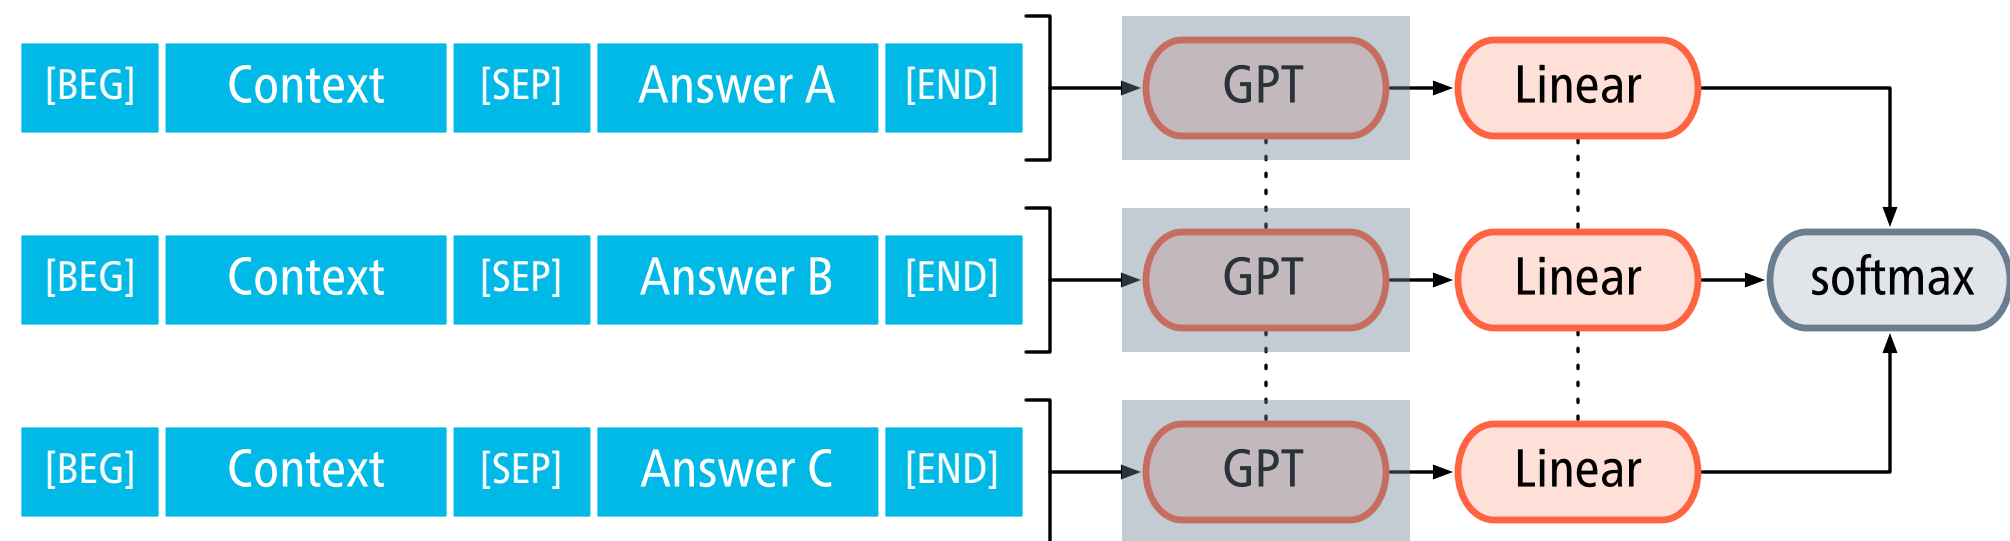 [BEG] Context [SEP] Answer A [END] GPT Linear
[BEG] Context [SEP] Answer B [END] GPT Linear softmax
[BEG] Context [SEP] Answer C [END] GPT Linear